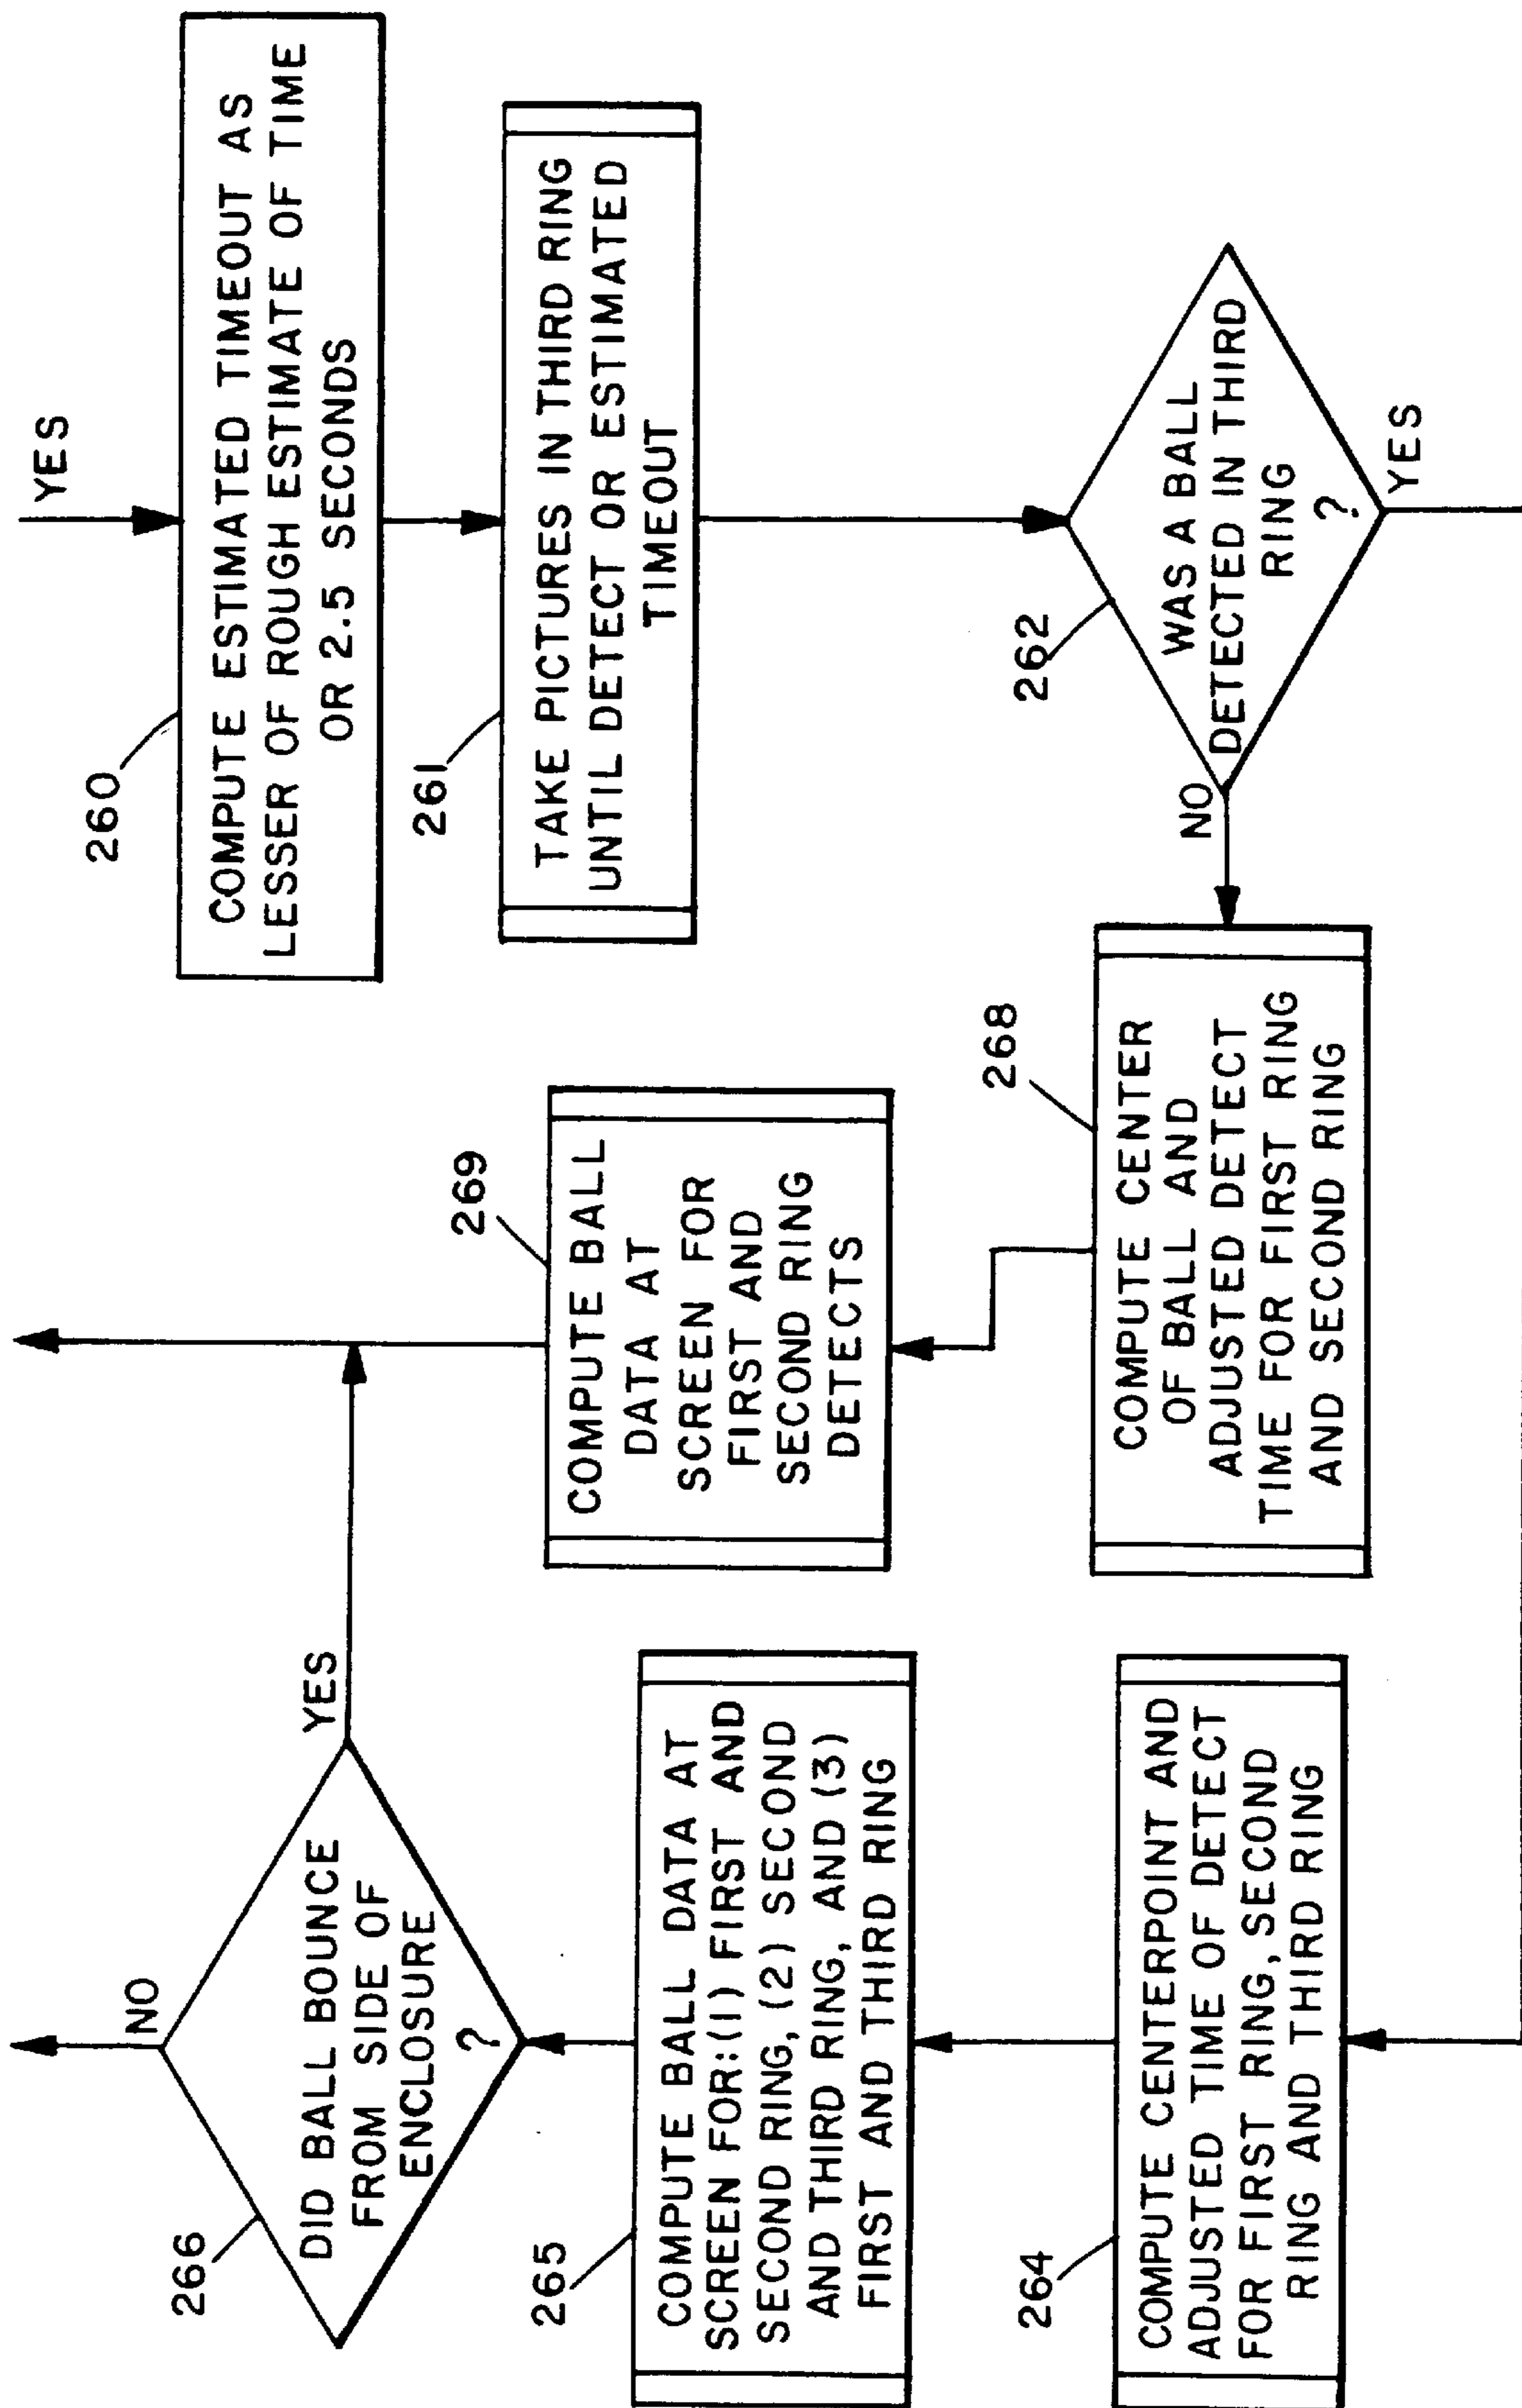 YES
260
COMPUTE ESTIMATED TIMEOUT AS
LESSER OF ROUGH ESTIMATE OF TIME
OR 2.5 SECONDS
261
TAKE PICTURES IN THIRD RING
UNTIL DETECT OR ESTIMATED
TIMEOUT
262
WAS A BALL
DETECTED IN THIRD
RING
?
YES
NO
268
COMPUTE CENTER
OF BALL AND
ADJUSTED DETECT
TIME FOR FIRST RING
AND SECOND RING
269
COMPUTE BALL
DATA AT
SCREEN FOR
FIRST AND
SECOND RING
DETECTS
264
COMPUTE CENTERPOINT AND
ADJUSTED TIME OF DETECT
FOR FIRST RING, SECOND
RING AND THIRD RING
265
COMPUTE BALL DATA AT
SCREEN FOR:(1) FIRST AND
SECOND RING, (2) SECOND
AND THIRD RING, AND (3)
FIRST AND THIRD RING
266
DID BALL BOUNCE
FROM SIDE OF
ENCLOSURE
?
YES
NO